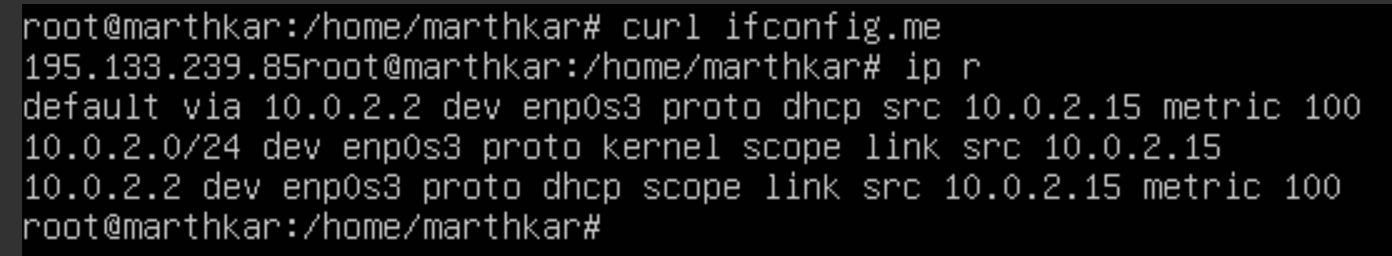 root@marthkar:/home/marthkar# curl ifconfig.me
195.133.239.85root@marthkar:/home/marthkar# ip r
default via 10.0.2.2 dev enp0s3 proto dhcp src 10.0.2.15 metric 100
10.0.2.0/24 dev enp0s3 proto kernel scope link src 10.0.2.15
10.0.2.2 dev enp0s3 proto dhcp scope link src 10.0.2.15 metric 100
root@marthkar:/home/marthkar#